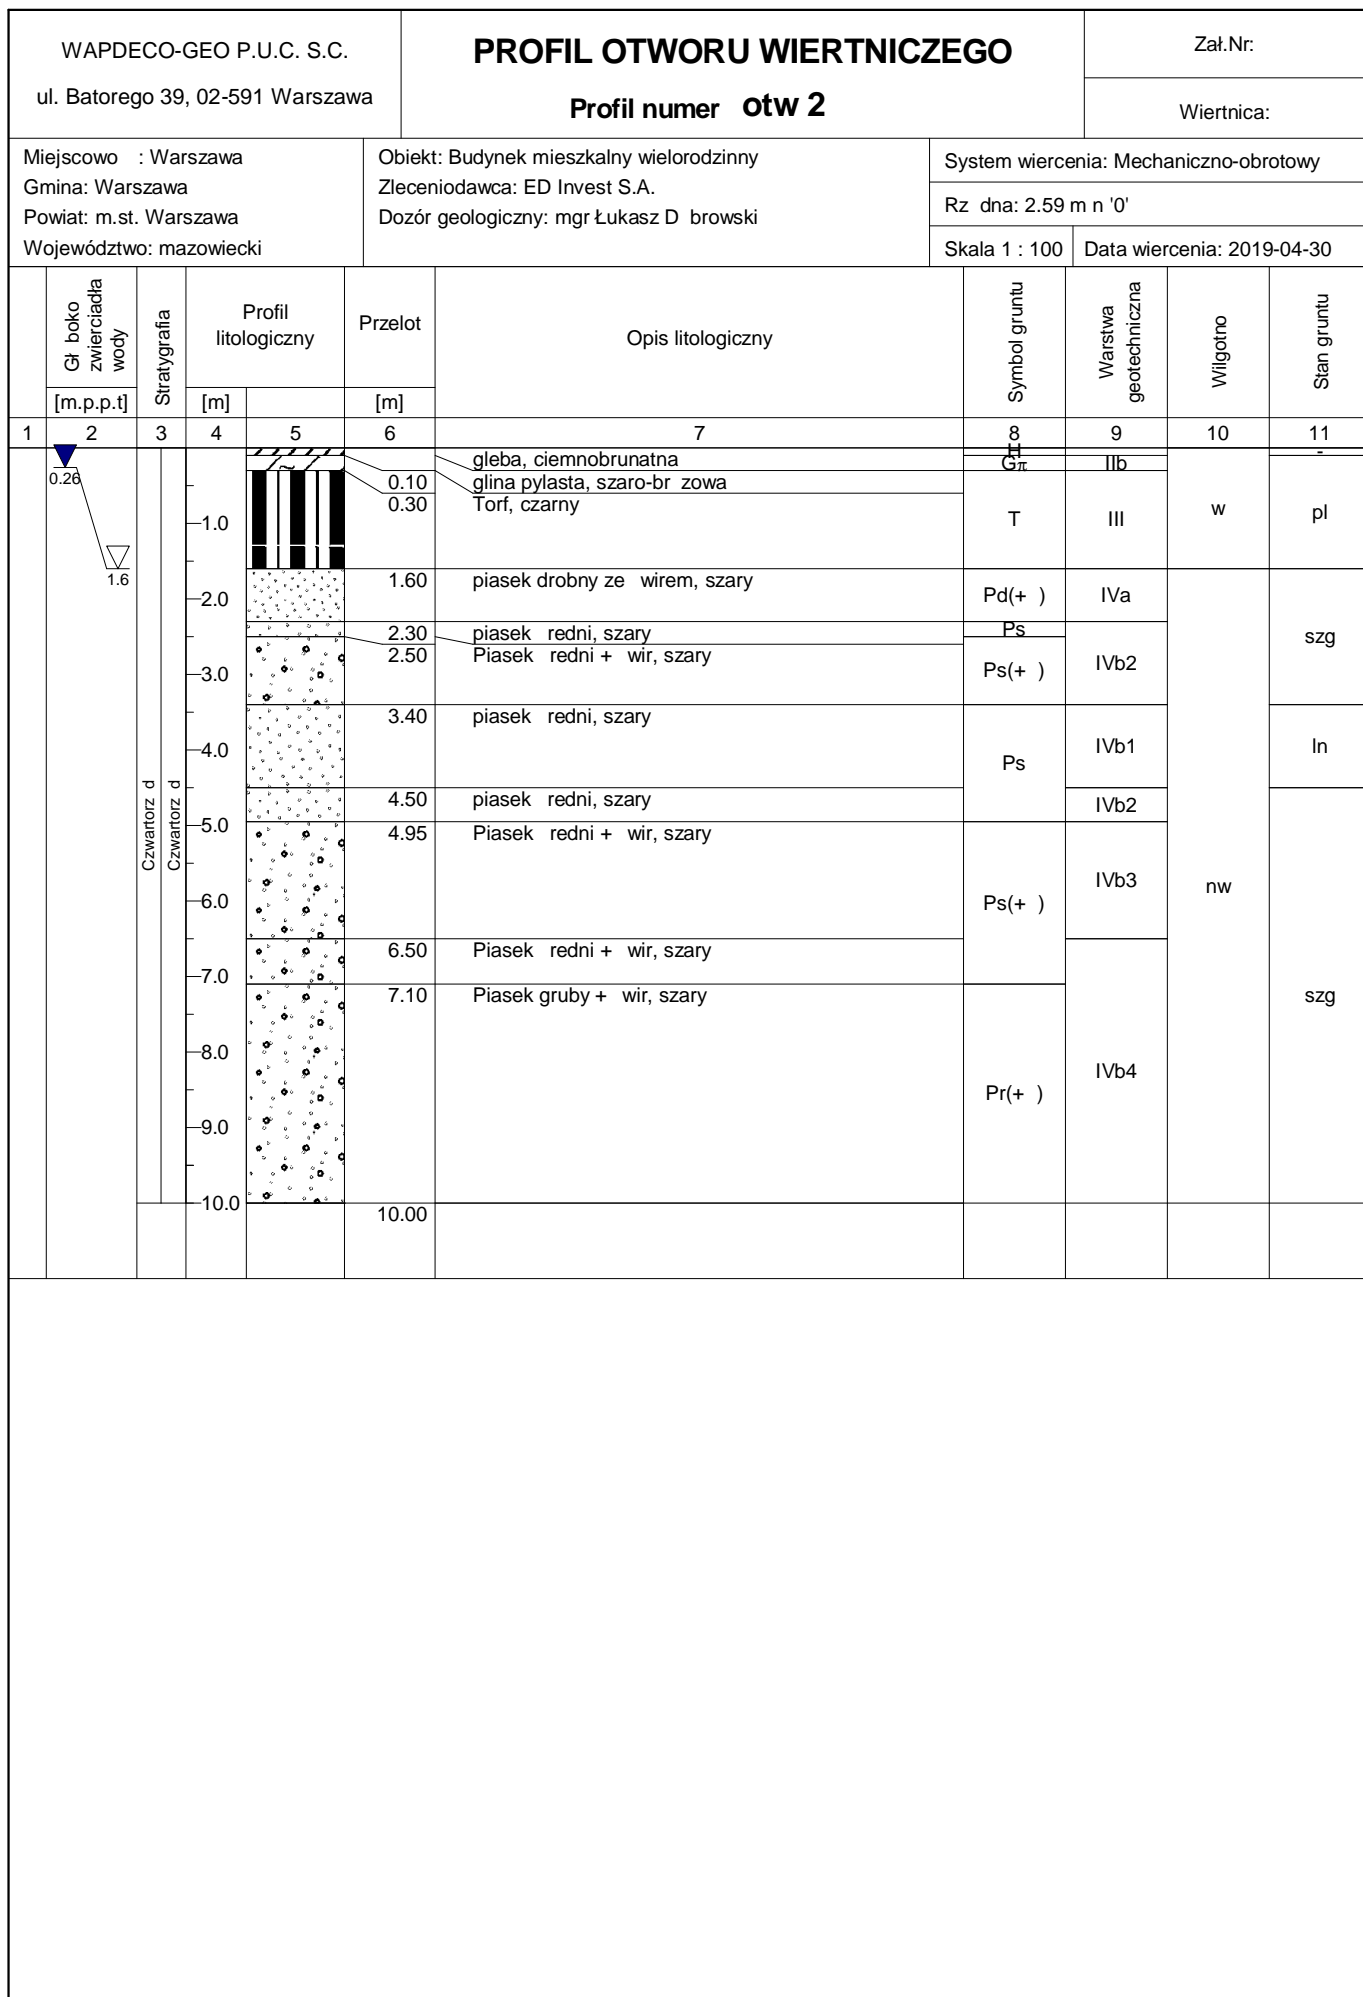 WAPDECO-GEO P.U.C. S.C.
ul. Batorego 39, 02-591 Warszawa
PROFIL OTWORU WIERTNICZEGO
Profil numer otw 2
Zał.Nr:
Wiertnica:
Miejscowo : Warszawa
Gmina: Warszawa
Powiat: m.st. Warszawa
Województwo: mazowiecki
Obiekt: Budynek mieszkalny wielorodzinny
Zleceniodawca: ED Invest S.A.
Dozór geologiczny: mgr Łukasz D browski
System wiercenia: Mechaniczno-obrotowy
Rz dna: 2.59 m n '0'
Skala 1 : 100
Data wiercenia: 2019-04-30
Gł boko
zwierciadła
wody
[m.p.p.t]
Stratygrafia
Profil
litologiczny
[m]
Przelot
[m]
Opis litologiczny
Symbol gruntu
Warstwa
geotechniczna
Wilgotno
Stan gruntu
1 2 3 4 5 6 7 8 9 10 11
0.26
1.6
Czwartorz d
Czwartorz d
1.0
2.0
3.0
4.0
5.0
6.0
7.0
8.0
9.0
10.0
gleba, ciemnobrunatna
0.10 glina pylasta, szaro-br zowa
0.30 Torf, czarny
1.60 piasek drobny ze wirem, szary
2.30 piasek redni, szary
2.50 Piasek redni + wir, szary
3.40 piasek redni, szary
4.50 piasek redni, szary
4.95 Piasek redni + wir, szary
6.50 Piasek redni + wir, szary
7.10 Piasek gruby + wir, szary
10.00
H
Gπ
T
Pd(+ )
Ps
Ps(+ )
Ps
Ps(+ )
Pr(+ )
IIb
III
IVa
IVb2
IVb1
IVb2
IVb3
IVb4
w
nw
-
pl
szg
ln
szg